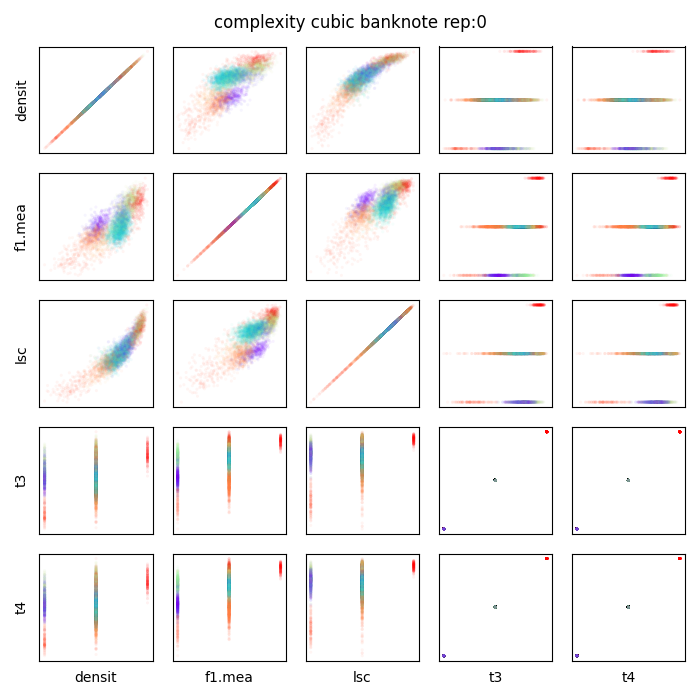 complexity cubic banknote rep:0
densit
f1.mea
lsc
t3
t4
densit f1.mea lsc t3 t4